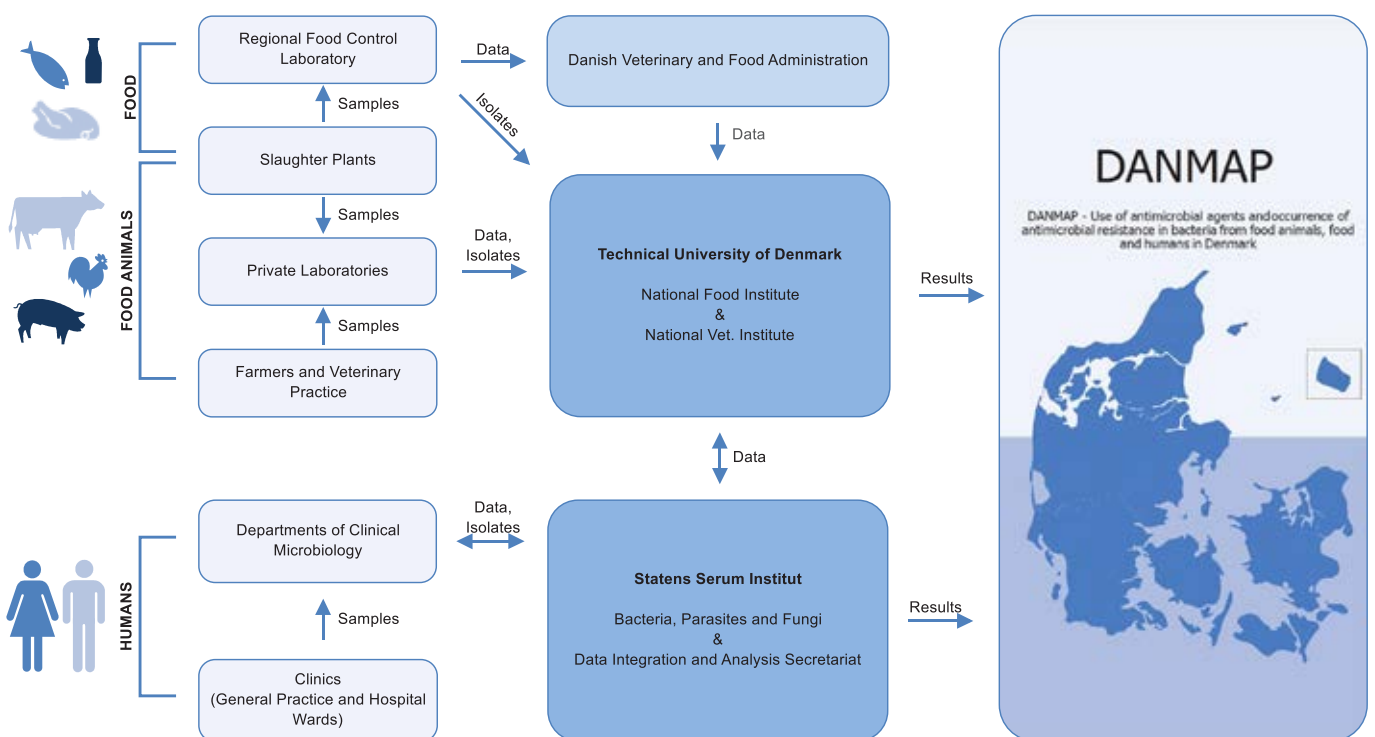 FOOD
FOOD ANIMALS
HUMANS
Regional Food Control
Laboratory
Samples
Slaughter Plants
Samples
Private Laboratories
Samples
Farmers and Veterinary
Practice
Departments of Clinical
Microbiology
Samples
Clinics
(General Practice and Hospital
Wards)
Data
Isolates
Data,
Isolates
Data,
Isolates
Danish Veterinary and Food Administration
Data
Technical University of Denmark
National Food Institute
&
National Vet. Institute
Data
Statens Serum Institut
Bacteria, Parasites and Fungi
&
Data Integration and Analysis Secretariat
Results
Results
DANMAP
DANMAP - Use of antimicrobial agents andoccurrence of
antimicrobial resistance in bacteria from food animals, food
and humans in Denmark